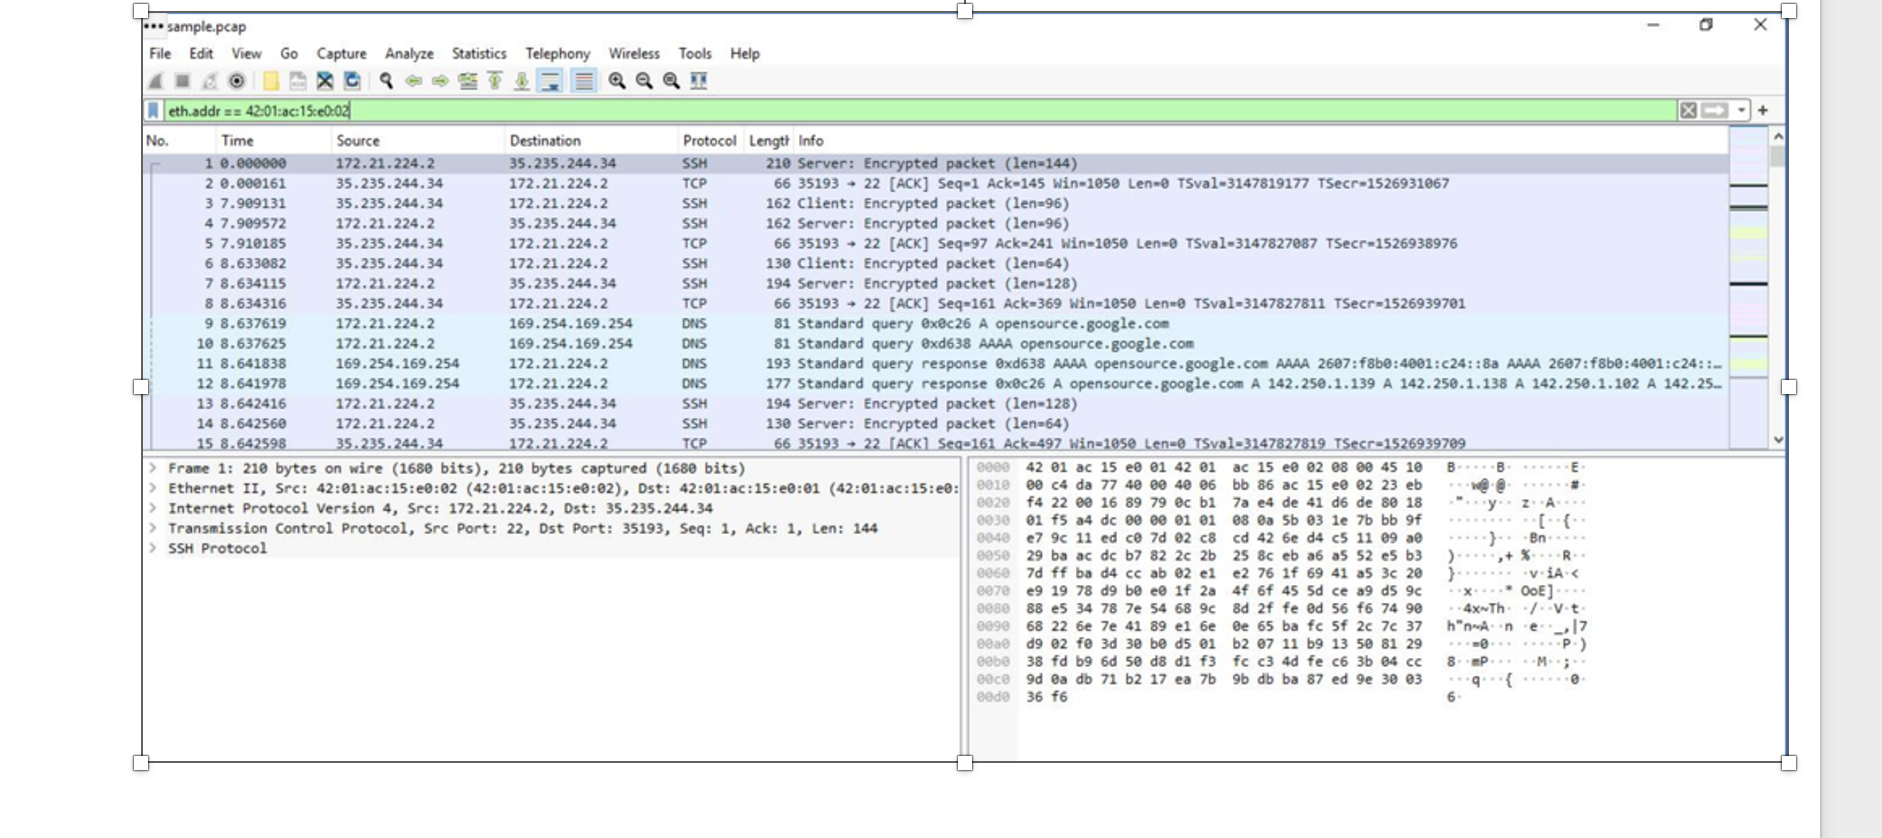 sample.pcap
File Edit View Go Capture Analyze Statistics Telephony Wireless Tools Help
eth.addr == 42:01:ac:15:e0:02
No. Time Source Destination Protocol Length Info
1 0.000000 172.21.224.2 35.235.244.34 SSH 210 Server: Encrypted packet (len=144)
2 0.000161 35.235.244.34 172.21.224.2 TCP 66 35193 → 22 [ACK] Seq=1 Ack=145 Win=1050 Len=0 TSval=3147819177 TSecr=1526931067
3 7.909131 35.235.244.34 172.21.224.2 SSH 162 Client: Encrypted packet (len=96)
4 7.909572 172.21.224.2 35.235.244.34 SSH 162 Server: Encrypted packet (len=96)
5 7.910185 35.235.244.34 172.21.224.2 TCP 66 35193 → 22 [ACK] Seq=97 Ack=241 Win=1050 Len=0 TSval=3147827087 TSecr=1526938976
6 8.633082 35.235.244.34 172.21.224.2 SSH 130 Client: Encrypted packet (len=64)
7 8.634115 172.21.224.2 35.235.244.34 SSH 194 Server: Encrypted packet (len=128)
8 8.634316 35.235.244.34 172.21.224.2 TCP 66 35193 → 22 [ACK] Seq=161 Ack=369 Win=1050 Len=0 TSval=3147827811 TSecr=1526939701
9 8.637619 172.21.224.2 169.254.169.254 DNS 81 Standard query 0x0c26 A opensource.google.com
10 8.637625 172.21.224.2 169.254.169.254 DNS 81 Standard query 0xd638 AAAA opensource.google.com
11 8.641838 169.254.169.254 172.21.224.2 DNS 193 Standard query response 0xd638 AAAA opensource.google.com AAAA 2607:f8b0:4001:c24::8a AAAA 2607:f8b0:4001:c24::…
12 8.641978 169.254.169.254 172.21.224.2 DNS 177 Standard query response 0x0c26 A opensource.google.com A 142.250.1.139 A 142.250.1.138 A 142.250.1.102 A 142.25…
13 8.642416 172.21.224.2 35.235.244.34 SSH 194 Server: Encrypted packet (len=128)
14 8.642560 172.21.224.2 35.235.244.34 SSH 130 Server: Encrypted packet (len=64)
15 8.642598 35.235.244.34 172.21.224.2 TCP 66 35193 → 22 [ACK] Seq=161 Ack=497 Win=1050 Len=0 TSval=3147827819 TSecr=1526939709
Frame 1: 210 bytes on wire (1680 bits), 210 bytes captured (1680 bits)
Ethernet II, Src: 42:01:ac:15:e0:02 (42:01:ac:15:e0:02), Dst: 42:01:ac:15:e0:01 (42:01:ac:15:e0:
Internet Protocol Version 4, Src: 172.21.224.2, Dst: 35.235.244.34
Transmission Control Protocol, Src Port: 22, Dst Port: 35193, Seq: 1, Ack: 1, Len: 144
SSH Protocol
0000 42 01 ac 15 e0 01 42 01 ac 15 e0 02 08 00 45 10 B·····B· ······E·
0010 00 c4 da 77 40 00 40 06 bb 86 ac 15 e0 02 23 eb ···w@·@· ······#·
0020 f4 22 00 16 89 79 0c b1 7a e4 de 41 d6 de 80 18 ·"···y·· z··A····
0030 01 f5 a4 dc 00 00 01 01 08 0a 5b 03 1e 7b bb 9f ········ ··[··{··
0040 e7 9c 11 ed c0 7d 02 c8 cd 42 6e d4 c5 11 09 a0 ·····}·· ·Bn·····
0050 29 ba ac dc b7 82 2c 2b 25 8c eb a6 a5 52 e5 b3 )·····,+ %····R··
0060 7d ff ba d4 cc ab 02 e1 e2 76 1f 69 41 a5 3c 20 }······· ·v·iA·<
0070 e9 19 78 d9 b0 e0 1f 2a 4f 6f 45 5d ce a9 d5 9c ··x····* OoE]····
0080 88 e5 34 78 7e 54 68 9c 8d 2f fe 0d 56 f6 74 90 ··4x~Th· ·/··V·t·
0090 68 22 6e 7e 41 89 e1 6e 0e 65 ba fc 5f 2c 7c 37 h"n~A··n ·e··_,|7
00a0 d9 02 f0 3d 30 b0 d5 01 b2 07 11 b9 13 50 81 29 ···=0··· ·····P·)
00b0 38 fd b9 6d 50 d8 d1 f3 fc c3 4d fe c6 3b 04 cc 8··mP··· ··M··;··
00c0 9d 0a db 71 b2 17 ea 7b 9b db ba 87 ed 9e 30 03 ···q···{ ······0·
00d0 36 f6 6·